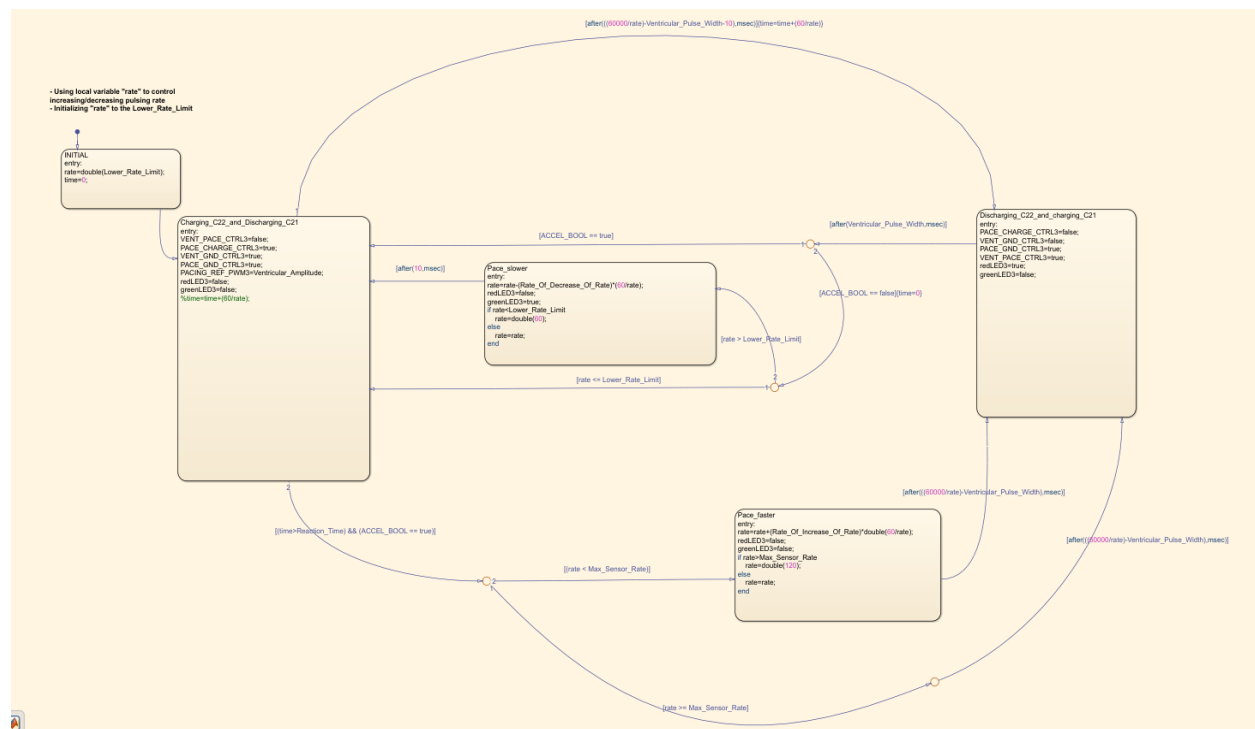 [after(((60000/rate)-Ventricular_Pulse_Width-10),msec)]{time=time+(60/rate)}
- Using local variable "rate" to control
increasing/decreasing pulsing rate
- Initializing "rate" to the Lower_Rate_Limit
INITIAL
entry:
rate=double(Lower_Rate_Limit);
time=0;
1
2
Charging_C22_and_Discharging_C21
entry:
VENT_PACE_CTRL3=false;
PACE_CHARGE_CTRL3=true;
VENT_GND_CTRL3=true;
PACE_GND_CTRL3=true;
PACING_REF_PWM3=Ventricular_Amplitude;
redLED3=false;
greenLED3=false;
%time=time+(60/rate);
[ACCEL_BOOL == true]
1
2
[after(Ventricular_Pulse_Width,msec)]
Discharging_C22_and_charging_C21
entry:
PACE_CHARGE_CTRL3=false;
VENT_GND_CTRL3=false;
PACE_GND_CTRL3=true;
VENT_PACE_CTRL3=true;
redLED3=true;
greenLED3=false;
[after(10,msec)]
Pace_slower
entry:
rate=rate-(Rate_Of_Decrease_Of_Rate)*(60/rate);
redLED3=false;
greenLED3=true;
if rate<Lower_Rate_Limit
rate=double(60);
else
rate=rate;
end
[ACCEL_BOOL == false]{time=0}
[rate > Lower_Rate_Limit]
[rate <= Lower_Rate_Limit]
2
1
[(time>Reaction_Time) && (ACCEL_BOOL == true)]
[after(((60000/rate)-Ventricular_Pulse_Width),msec)]
Pace_faster
entry:
rate=rate+(Rate_Of_Increase_Of_Rate)*double(60/rate);
redLED3=false;
greenLED3=false;
if rate>Max_Sensor_Rate
rate=double(120);
else
rate=rate;
end
[after(((60000/rate)-Ventricular_Pulse_Width),msec)]
[(rate < Max_Sensor_Rate)]
2
1
[rate >= Max_Sensor_Rate]